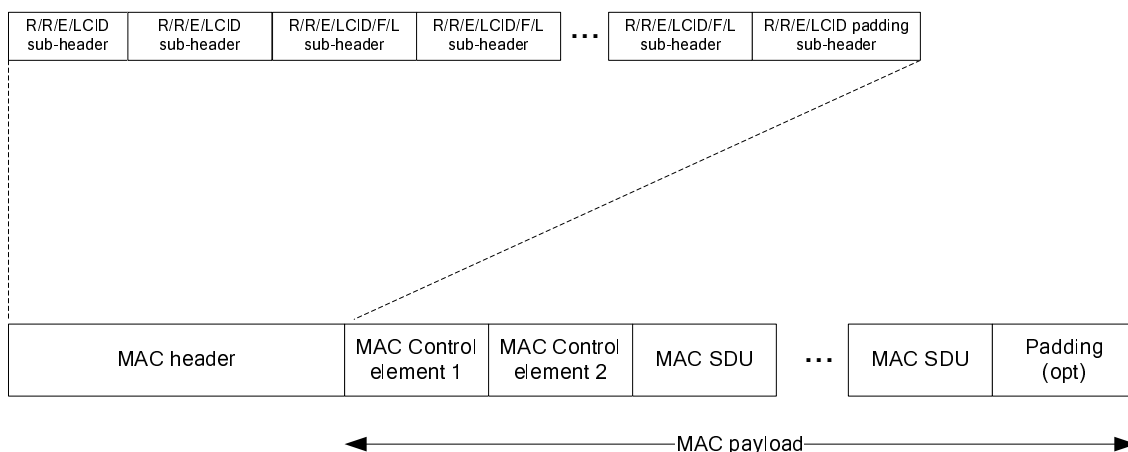 R/R/E/LCID
sub-header
R/R/E/LCID
sub-header
R/R/E/LCID/F/L
sub-header
R/R/E/LCID/F/L
sub-header
...
R/R/E/LCID/F/L
sub-header
R/R/E/LCID padding
sub-header
MAC header
MAC Control
element 1
MAC Control
element 2
MAC SDU
...
MAC SDU
Padding
(opt)
MAC payload